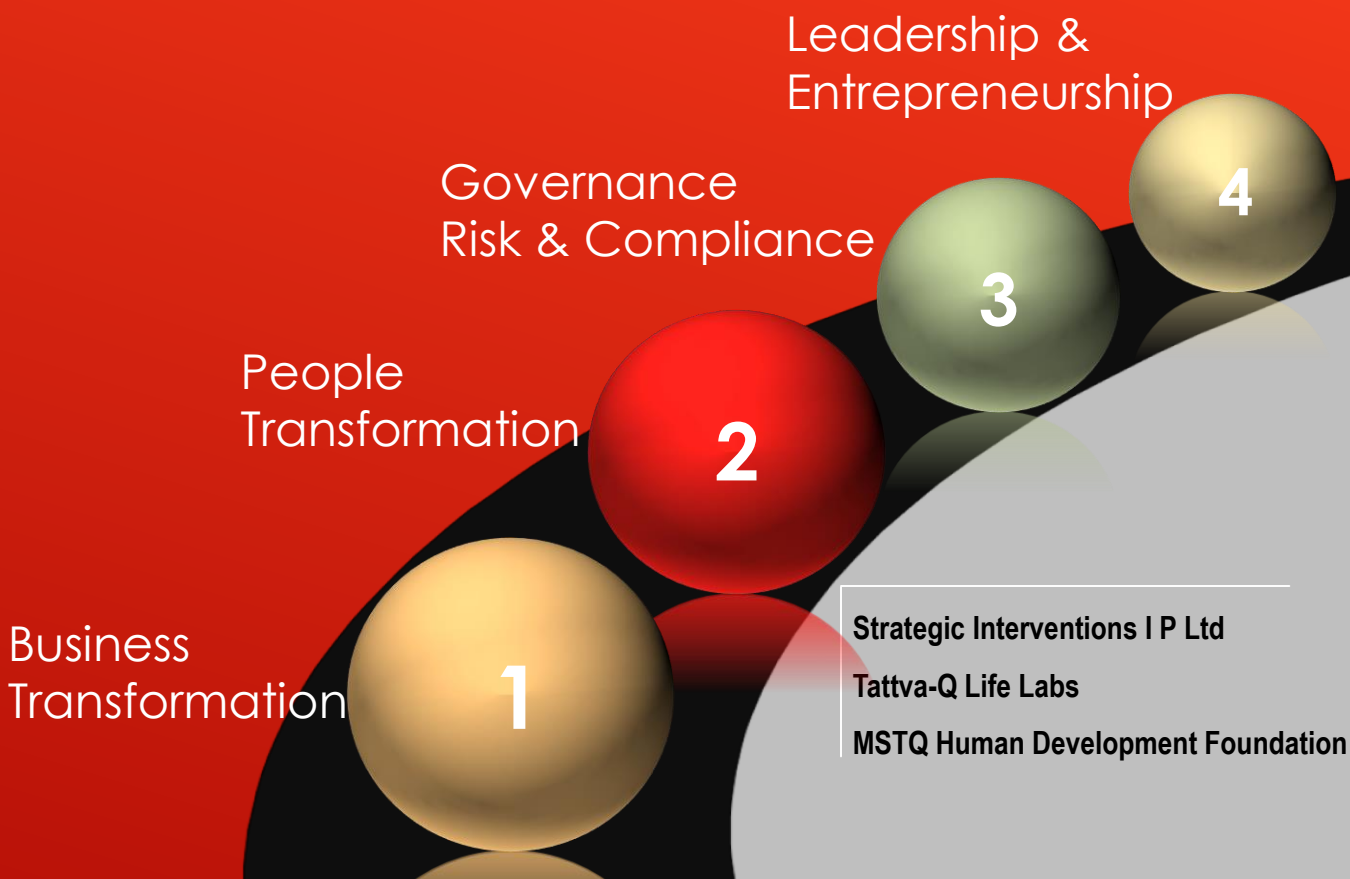 Leadership &
Entrepreneurship
4
Governance
Risk & Compliance
3
People
Transformation
2
Business
Transformation
1
Strategic Interventions I P Ltd
Tattva-Q Life Labs
MSTQ Human Development Foundation